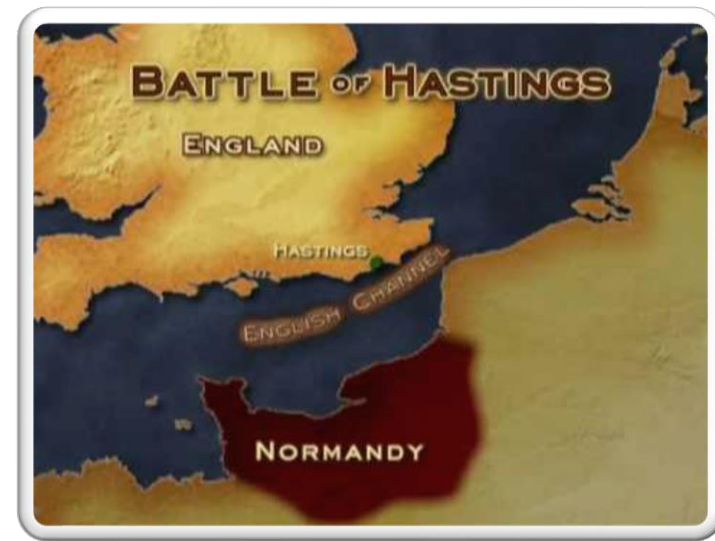 BATTLE OF HASTINGS
ENGLAND
HASTINGS
ENGLISH CHANNEL
NORMANDY